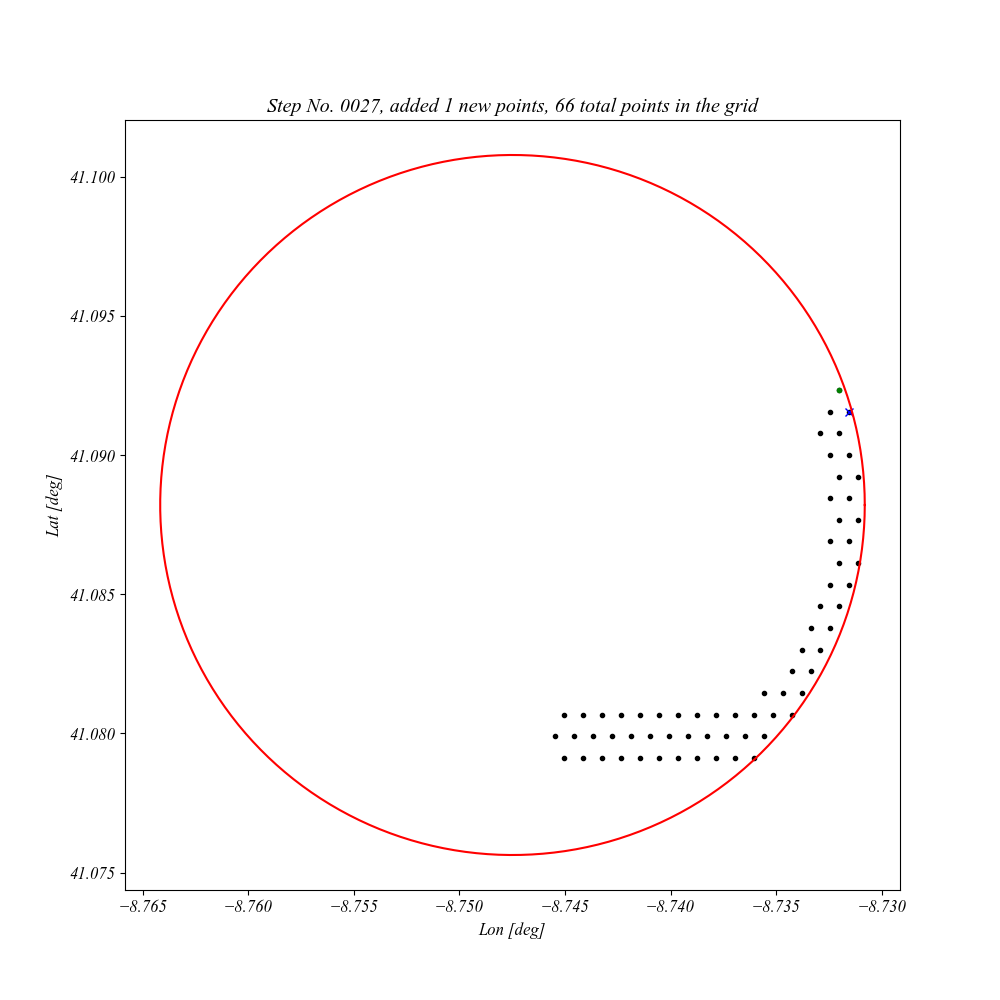 Step No. 0027, added 1 new points, 66 total points in the grid
41.100
41.095
41.090
41.085
41.080
41.075
Lat [deg]
−8.765 −8.760 −8.755 −8.750 −8.745 −8.740 −8.735 −8.730
Lon [deg]